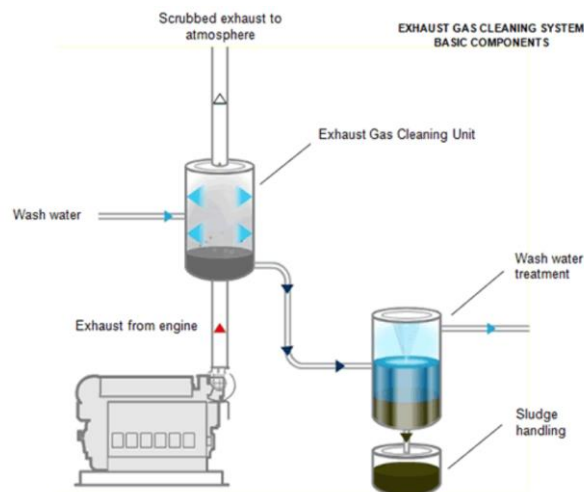 Scrubbed exhaust to
atmosphere
EXHAUST GAS CLEANING SYSTEM
BASIC COMPONENTS
Exhaust Gas Cleaning Unit
Wash water
Wash water
treatment
Exhaust from engine
Sludge
handling